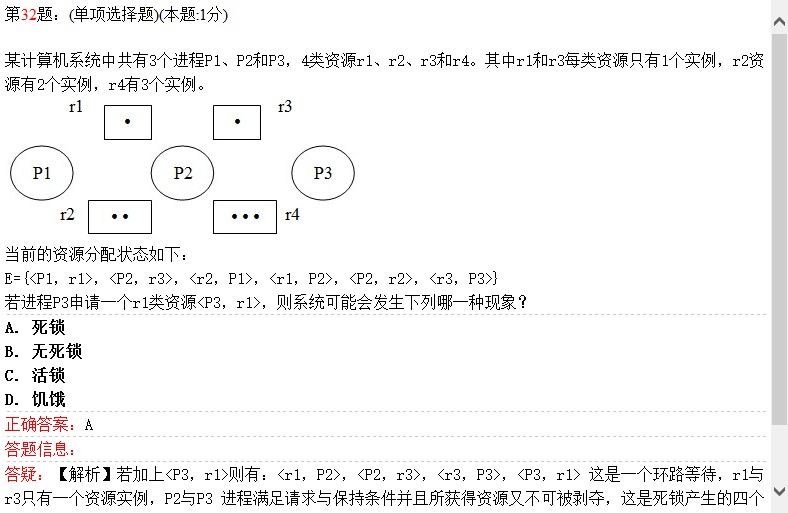 第32题: (单项选择题)(本题:1分)
某计算机系统中共有3个进程P1、P2和P3，4类资源r1、r2、r3和r4。其中r1和r3每类资源只有1个实例，r2资
源有2个实例，r4有3个实例。
r1 r3
P1 P2 P3
r2 r4
当前的资源分配状态如下:
E={<P1，r1>，<P2，r3>，<r2，P1>，<r1，P2>，<P2，r2>，<r3，P3>}
若进程P3申请一个r1类资源<P3，r1>，则系统可能会发生下列哪一种现象?
A. 死锁
B. 无死锁
C. 活锁
D. 饥饿
正确答案: A
答题信息:
答疑: 【解析】若加上<P3，r1>则有: <r1，P2>，<P2，r3>，<r3，P3>，<P3，r1> 这是一个环路等待，r1与
r3只有一个资源实例，P2与P3 进程满足请求与保持条件并且所获得资源又不可被剥夺，这是死锁产生的四个